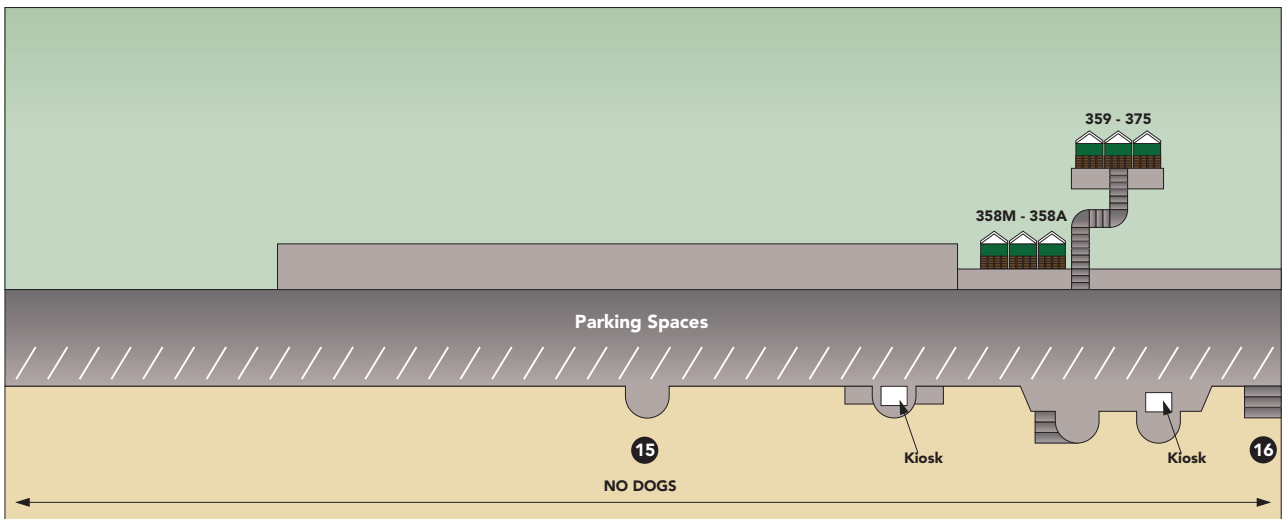 359 - 375
358M - 358A
Parking Spaces
15
Kiosk
Kiosk
16
NO DOGS